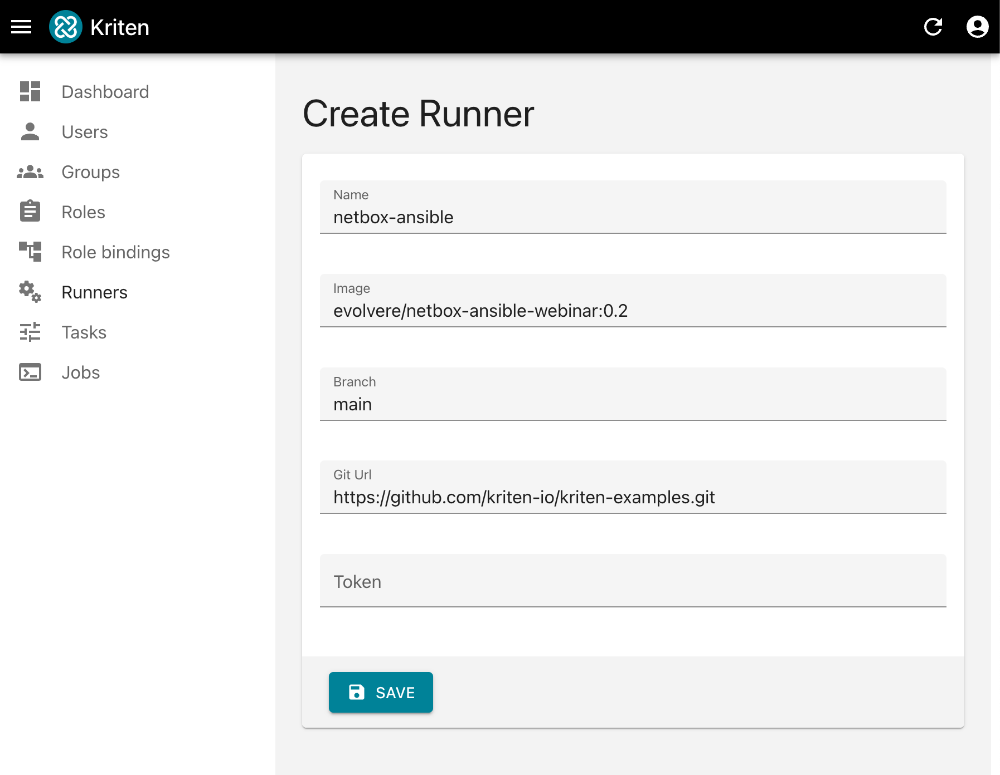 Kriten
Dashboard
Users
Groups
Roles
Role bindings
Runners
Tasks
Jobs
Create Runner
Name
netbox-ansible
Image
evolvere/netbox-ansible-webinar:0.2
Branch
main
Git Url
https://github.com/kriten-io/kriten-examples.git
Token
SAVE